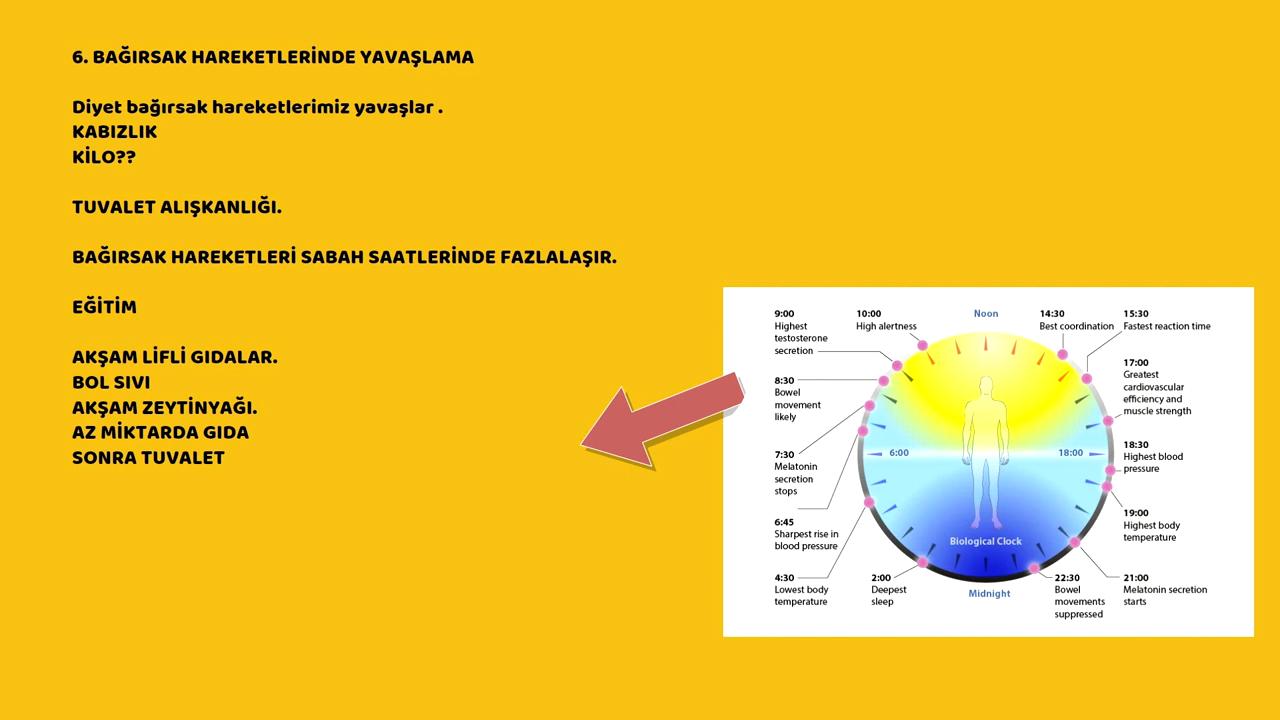 6. BAĞIRSAK HAREKETLERİNDE YAVAŞLAMA
Diyet bağırsak hareketlerimiz yavaşlar .
KABIZLIK
KİLO??
TUVALET ALIŞKANLIĞI.
BAĞIRSAK HAREKETLERİ SABAH SAATLERİNDE FAZLALAŞIR.
EĞİTİM
AKŞAM LİFLİ GIDALAR.
BOL SIVI
AKŞAM ZEYTİNYAĞI.
AZ MİKTARDA GIDA
SONRA TUVALET
9:00
Highest
testosterone
secretion
10:00
High alertness
Noon
14:30
Best coordination
15:30
Fastest reaction time
8:30
Bowel
movement
likely
17:00
Greatest
cardiovascular
efficiency and
muscle strength
7:30
Melatonin
secretion
stops
6:00
18:00
18:30
Highest blood
pressure
6:45
Sharpest rise in
blood pressure
19:00
Highest body
temperature
Biological Clock
4:30
Lowest body
temperature
2:00
Deepest
sleep
Midnight
22:30
Bowel
movements
suppressed
21:00
Melatonin secretion
starts